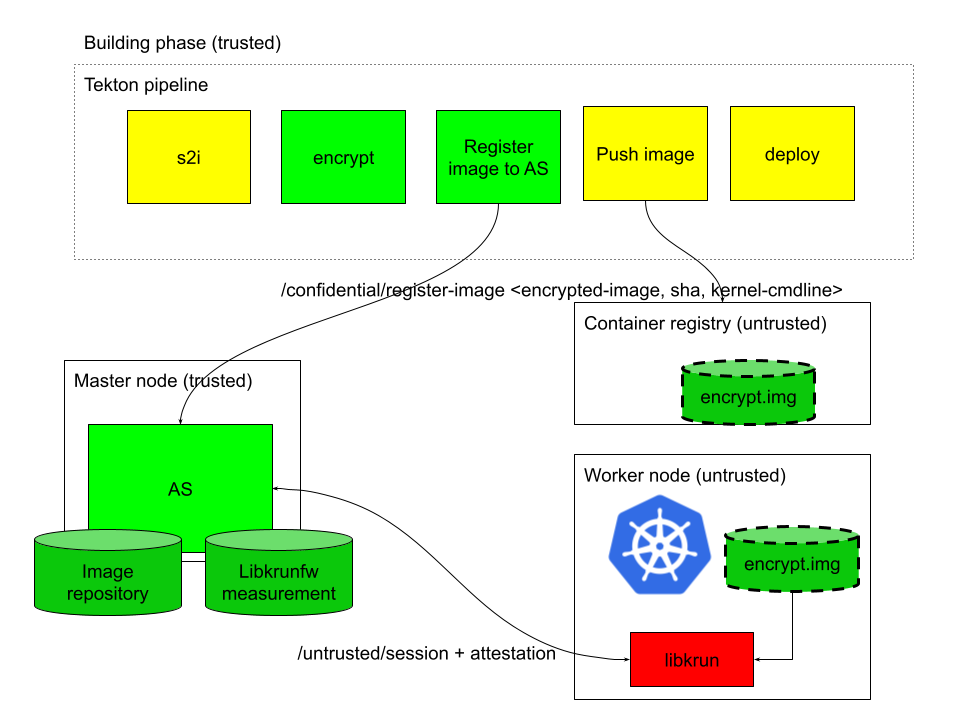 Building phase (trusted)
Tekton pipeline
s2i
encrypt
Register
image to AS
Push image
deploy
/confidential/register-image <encrypted-image, sha, kernel-cmdline>
Container registry (untrusted)
encrypt.img
Master node (trusted)
AS
Image
repository
Libkrunfw
measurement
Worker node (untrusted)
encrypt.img
/untrusted/session + attestation
libkrun